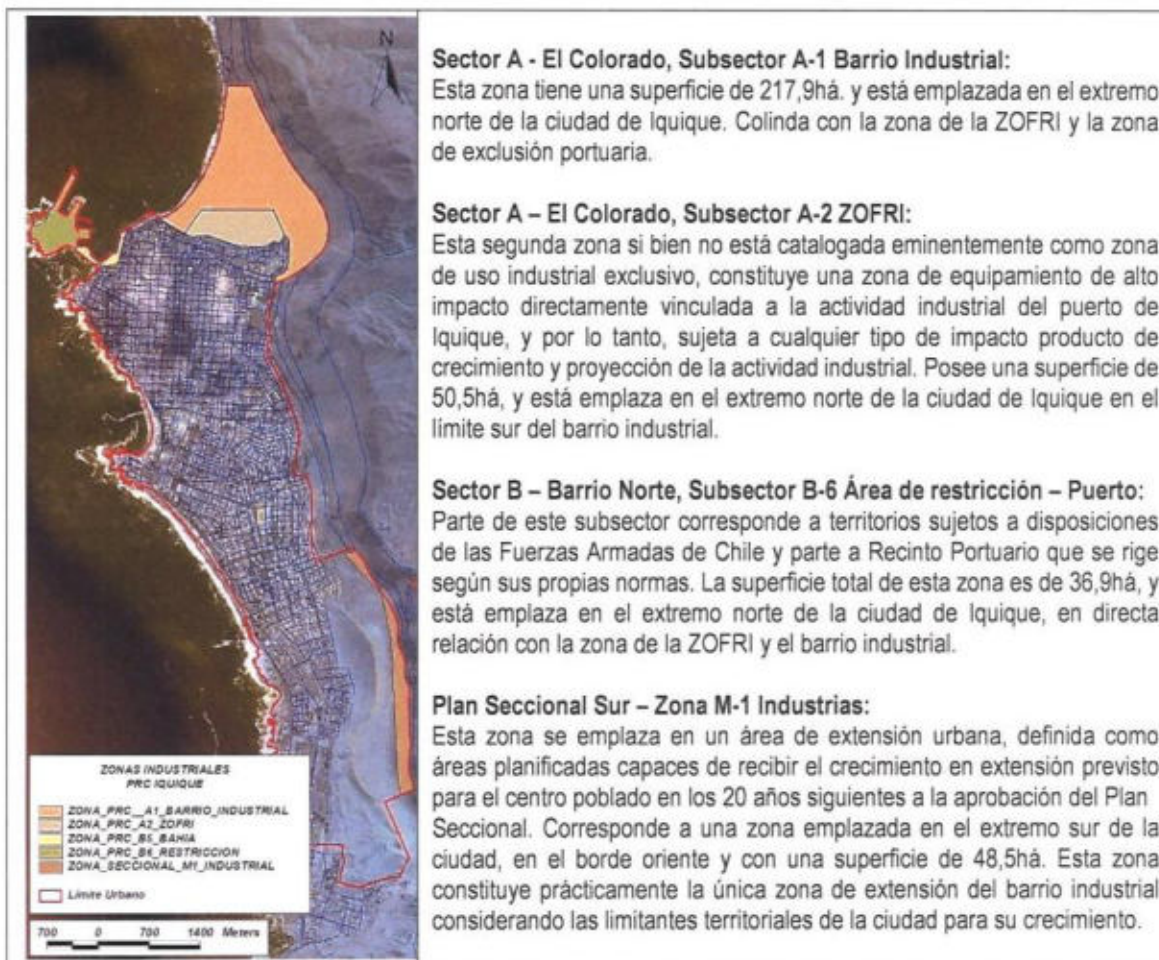 N
ZONAS INDUSTRIALES
PRC IQUIQUE
ZONA_PRC__A1_BARRIO_INDUSTRIAL
ZONA_PRC_A2_ZOFRI
ZONA_PRC_B5_BAHIA
ZONA_PRC_B6_RESTRICCION
ZONA_SECCIONAL_M1_INDUSTRIAL
Límite Urbano
700 0 700 1400 Meters
Sector A - El Colorado, Subsector A-1 Barrio Industrial:
Esta zona tiene una superficie de 217,9há. y está emplazada en el extremo
norte de la ciudad de Iquique. Colinda con la zona de la ZOFRI y la zona
de exclusión portuaria.
Sector A – El Colorado, Subsector A-2 ZOFRI:
Esta segunda zona si bien no está catalogada eminentemente como zona
de uso industrial exclusivo, constituye una zona de equipamiento de alto
impacto directamente vinculada a la actividad industrial del puerto de
Iquique, y por lo tanto, sujeta a cualquier tipo de impacto producto de
crecimiento y proyección de la actividad industrial. Posee una superficie de
50,5há, y está emplaza en el extremo norte de la ciudad de Iquique en el
límite sur del barrio industrial.
Sector B – Barrio Norte, Subsector B-6 Área de restricción – Puerto:
Parte de este subsector corresponde a territorios sujetos a disposiciones
de las Fuerzas Armadas de Chile y parte a Recinto Portuario que se rige
según sus propias normas. La superficie total de esta zona es de 36,9há, y
está emplaza en el extremo norte de la ciudad de Iquique, en directa
relación con la zona de la ZOFRI y el barrio industrial.
Plan Seccional Sur – Zona M-1 Industrias:
Esta zona se emplaza en un área de extensión urbana, definida como
áreas planificadas capaces de recibir el crecimiento en extensión previsto
para el centro poblado en los 20 años siguientes a la aprobación del Plan
Seccional. Corresponde a una zona emplazada en el extremo sur de la
ciudad, en el borde oriente y con una superficie de 48,5há. Esta zona
constituye prácticamente la única zona de extensión del barrio industrial
considerando las limitantes territoriales de la ciudad para su crecimiento.